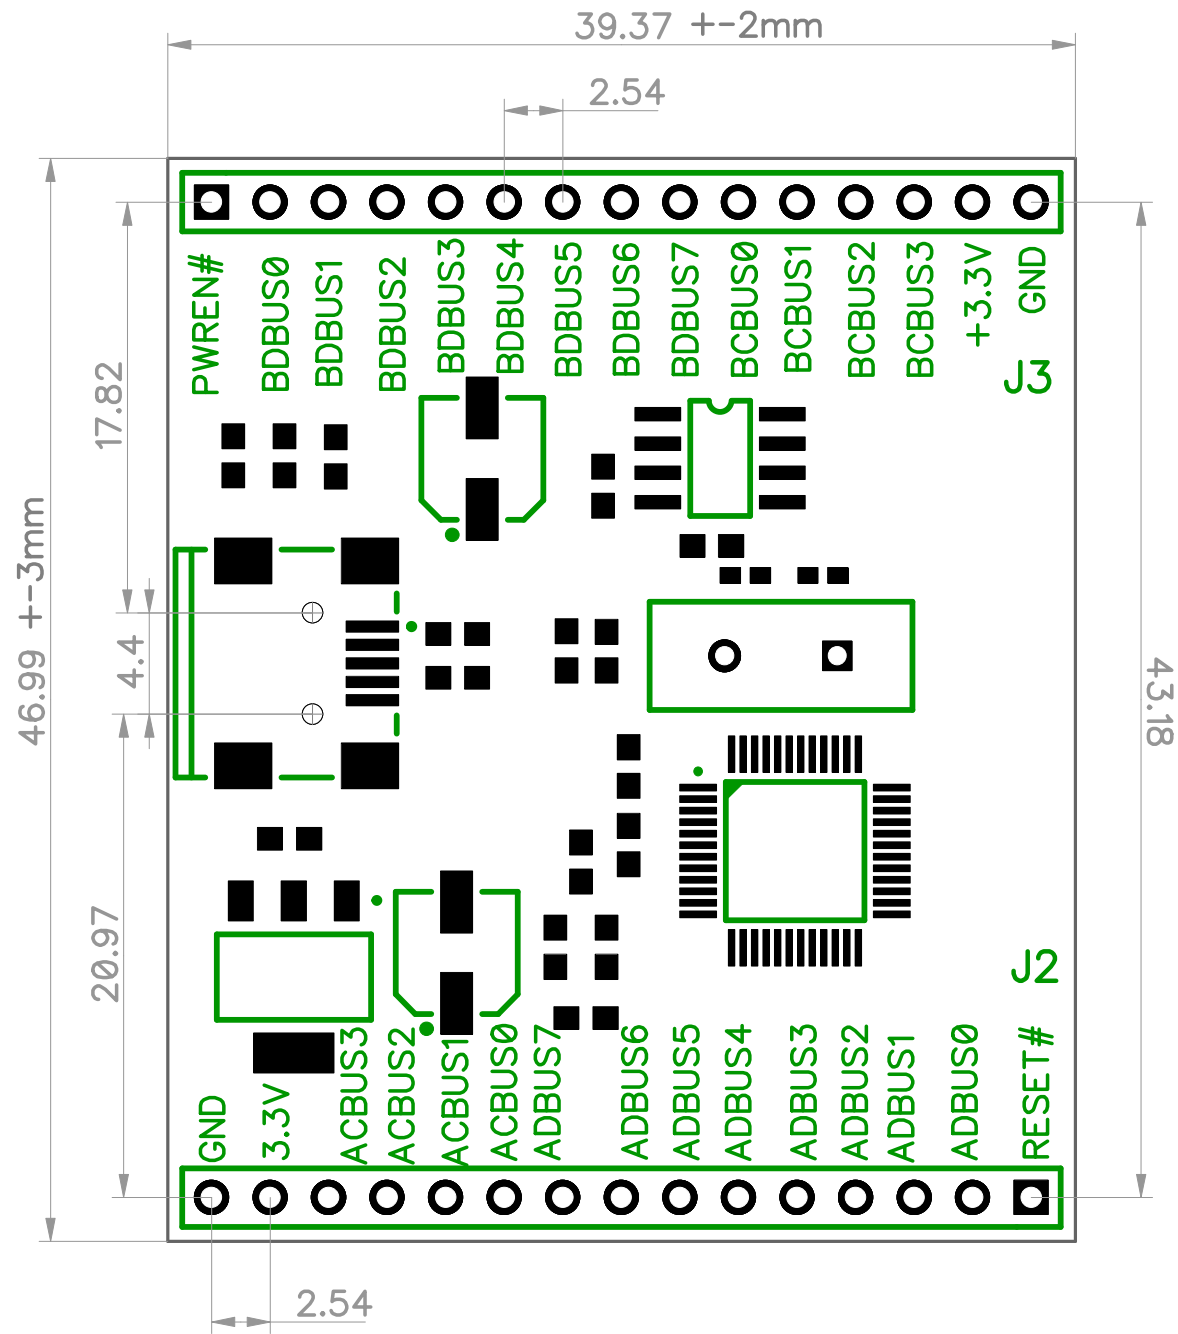 39.37 +-2mm
2.54
PWREN#
BDBUS0
BDBUS1
BDBUS2
BDBUS3
BDBUS4
BDBUS5
BDBUS6
BDBUS7
BCBUS0
BCBUS1
BCBUS2
BCBUS3
+3.3V
GND
J3
17.82
46.99 +-3mm
4.4
43.18
20.97
J2
GND
3.3V
ACBUS3
ACBUS2
ACBUS1
ACBUS0
ADBUS7
ADBUS6
ADBUS5
ADBUS4
ADBUS3
ADBUS2
ADBUS1
ADBUS0
RESET#
2.54